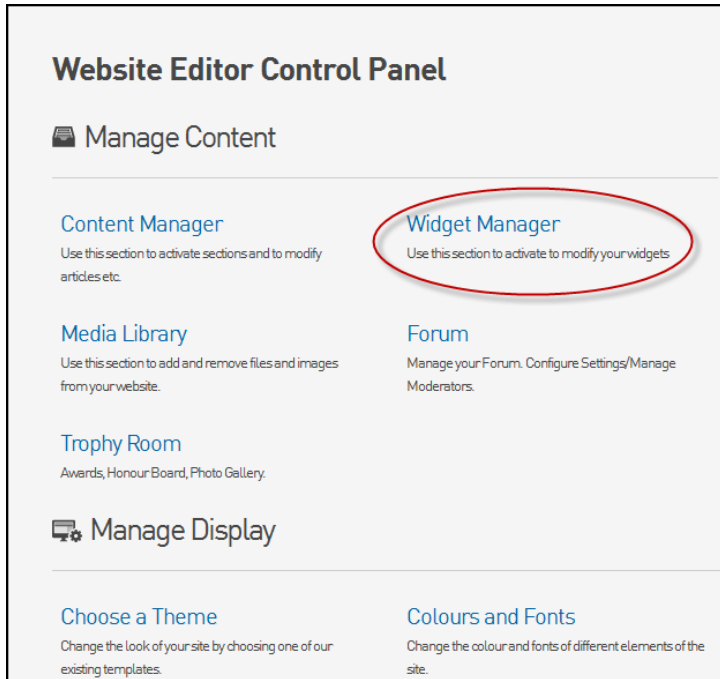 Website Editor Control Panel
Manage Content
Content Manager
Use this section to activate sections and to modify
articles etc.
Widget Manager
Use this section to activate to modify your widgets
Media Library
Use this section to add and remove files and images
from your website.
Forum
Manage your Forum. Configure Settings/Manage
Moderators.
Trophy Room
Awards, Honour Board, Photo Gallery.
Manage Display
Choose a Theme
Change the look of your site by choosing one of our
existing templates.
Colours and Fonts
Change the colour and fonts of different elements of the
site.